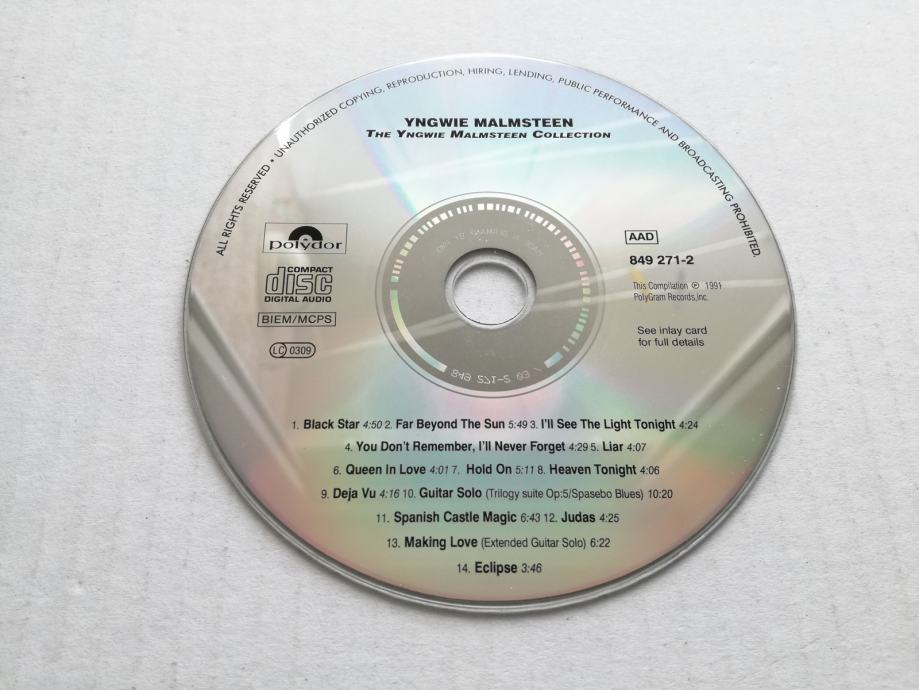 ALL RIGHTS RESERVED • UNAUTHORIZED COPYING, REPRODUCTION, HIRING, LENDING, PUBLIC PERFORMANCE AND BROADCASTING PROHIBITED.
YNGWIE MALMSTEEN
THE YNGWIE MALMSTEEN COLLECTION
polydor
COMPACT
disc
DIGITAL AUDIO
BIEM/MCPS
LC 0309
AAD
849 271-2
This Compilation ℗ 1991
PolyGram Records,Inc.
See inlay card
for full details
849 271-2 03
1. Black Star 4:50 2. Far Beyond The Sun 5:49 3. I'll See The Light Tonight 4:24
4. You Don't Remember, I'll Never Forget 4:29 5. Liar 4:07
6. Queen In Love 4:01 7. Hold On 5:11 8. Heaven Tonight 4:06
9. Deja Vu 4:16 10. Guitar Solo (Trilogy suite Op:5/Spasebo Blues) 10:20
11. Spanish Castle Magic 6:43 12. Judas 4:25
13. Making Love (Extended Guitar Solo) 6:22
14. Eclipse 3:46